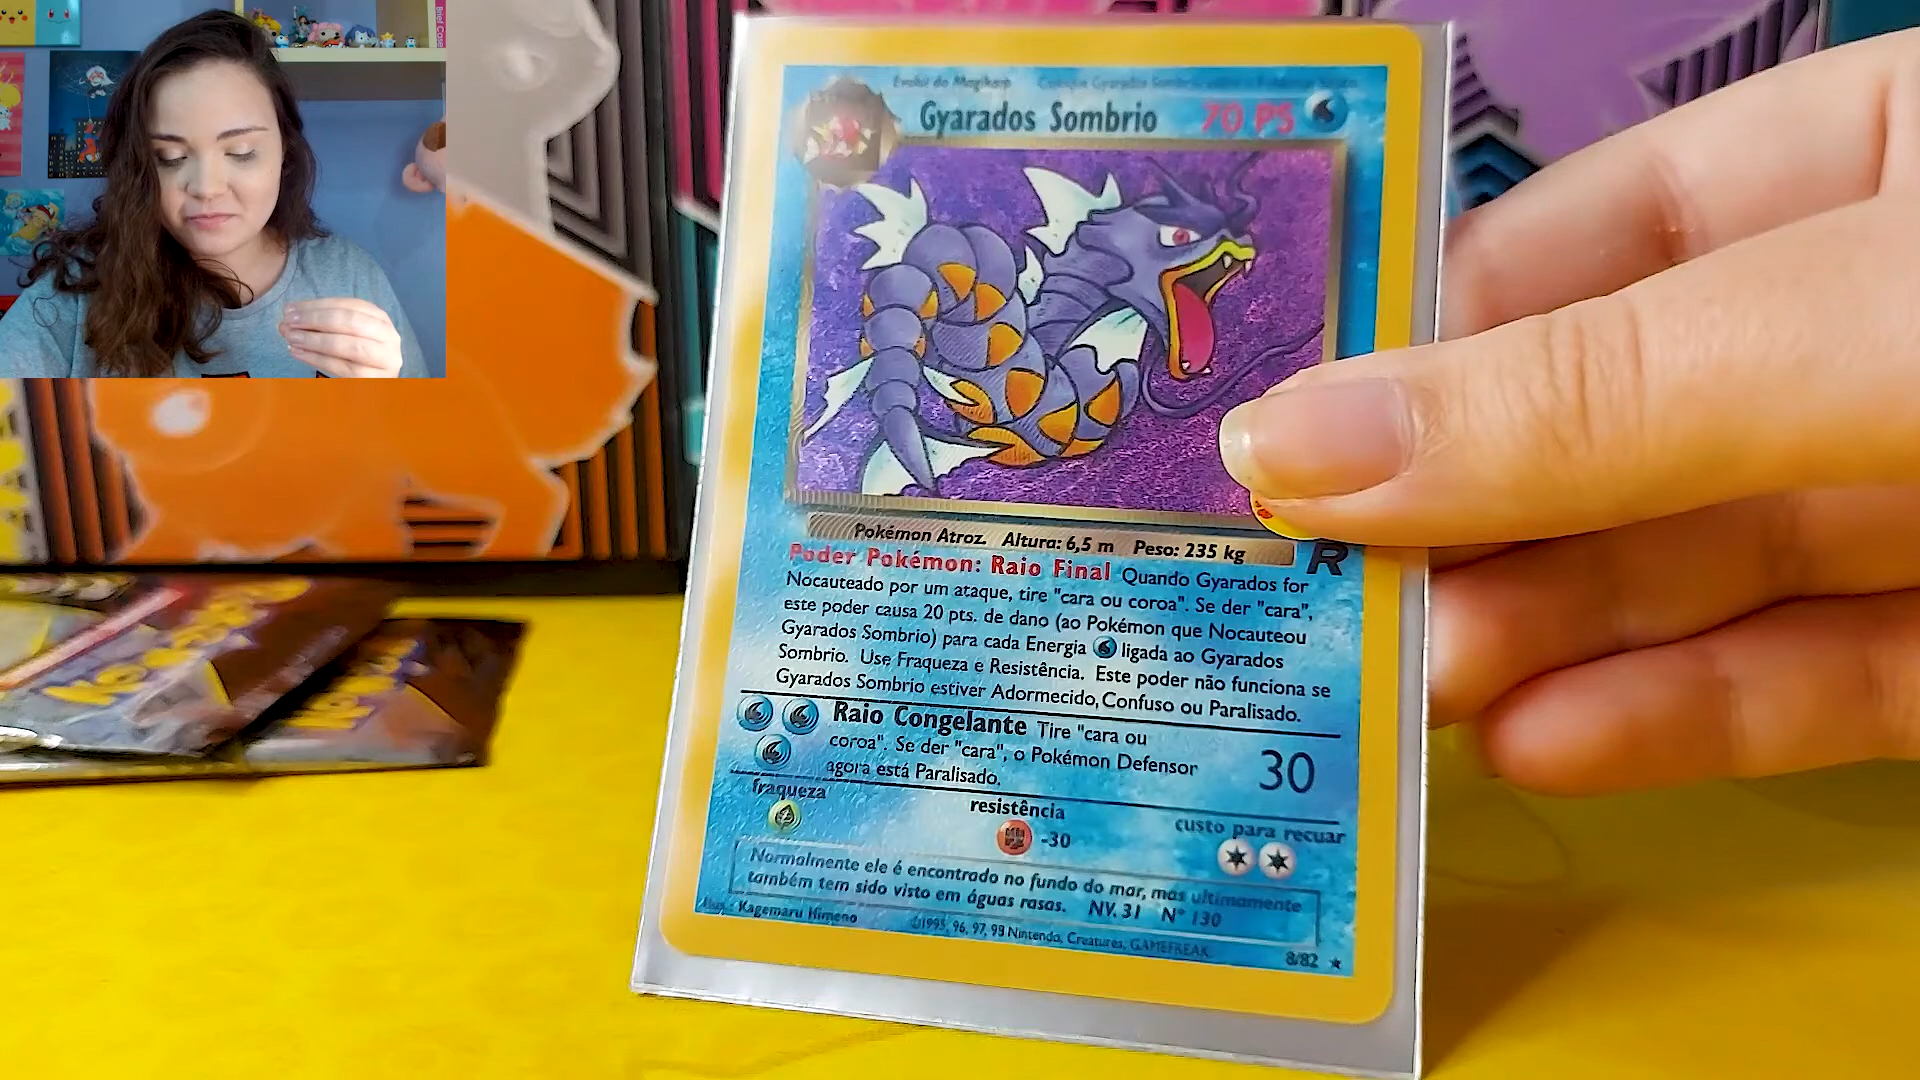 Brief Case
Evolui do Magikarp
Gyarados Sombrio 70 PS
Pokémon Atroz. Altura: 6,5 m Peso: 235 kg
R
Poder Pokémon: Raio Final Quando Gyarados for
Nocauteado por um ataque, tire "cara ou coroa". Se der "cara",
este poder causa 20 pts. de dano (ao Pokémon que Nocauteou
Gyarados Sombrio) para cada Energia ligada ao Gyarados
Sombrio. Use Fraqueza e Resistência. Este poder não funciona se
Gyarados Sombrio estiver Adormecido, Confuso ou Paralisado.
Raio Congelante Tire "cara ou
coroa". Se der "cara", o Pokémon Defensor
agora está Paralisado.
30
fraqueza
resistência
-30
custo para recuar
Normalmente ele é encontrado no fundo do mar, mas ultimamente
também tem sido visto em águas rasas. NV. 31 Nº 130
Illus.: Kagemaru Himeno
©1995, 96, 97, 98 Nintendo, Creatures, GAMEFREAK.
8/82